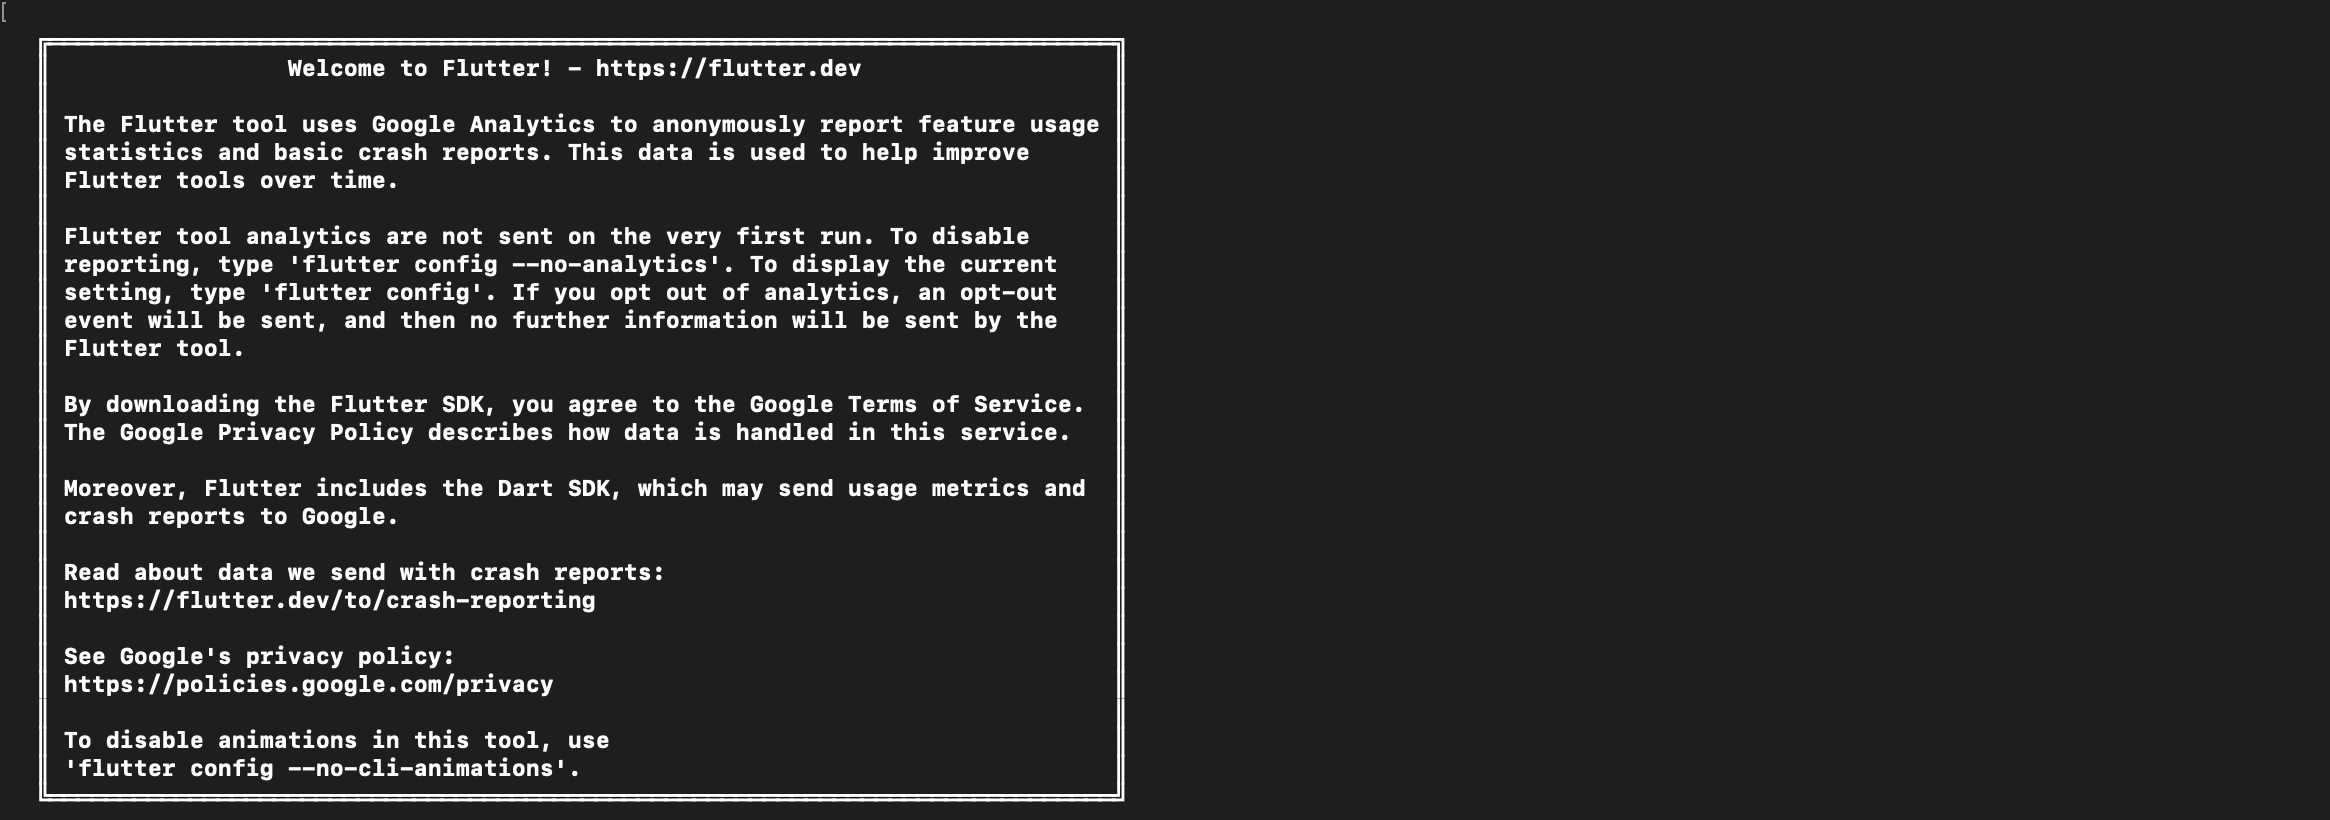 [
Welcome to Flutter! - https://flutter.dev
The Flutter tool uses Google Analytics to anonymously report feature usage
statistics and basic crash reports. This data is used to help improve
Flutter tools over time.
Flutter tool analytics are not sent on the very first run. To disable
reporting, type 'flutter config --no-analytics'. To display the current
setting, type 'flutter config'. If you opt out of analytics, an opt-out
event will be sent, and then no further information will be sent by the
Flutter tool.
By downloading the Flutter SDK, you agree to the Google Terms of Service.
The Google Privacy Policy describes how data is handled in this service.
Moreover, Flutter includes the Dart SDK, which may send usage metrics and
crash reports to Google.
Read about data we send with crash reports:
https://flutter.dev/to/crash-reporting
See Google's privacy policy:
https://policies.google.com/privacy
To disable animations in this tool, use
'flutter config --no-cli-animations'.